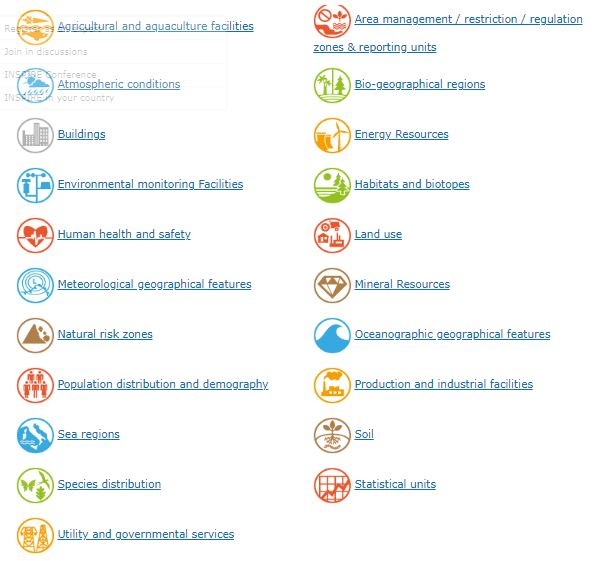 Agricultural and aquaculture facilities
Area management / restriction / regulation
zones & reporting units
Join in discussions
INSPIRE Conference
Atmospheric conditions
Bio-geographical regions
INSPIRE in your country
Buildings
Energy Resources
Environmental monitoring Facilities
Habitats and biotopes
Human health and safety
Land use
Meteorological geographical features
Mineral Resources
Natural risk zones
Oceanographic geographical features
Population distribution and demography
Production and industrial facilities
Sea regions
Soil
Species distribution
Statistical units
Utility and governmental services